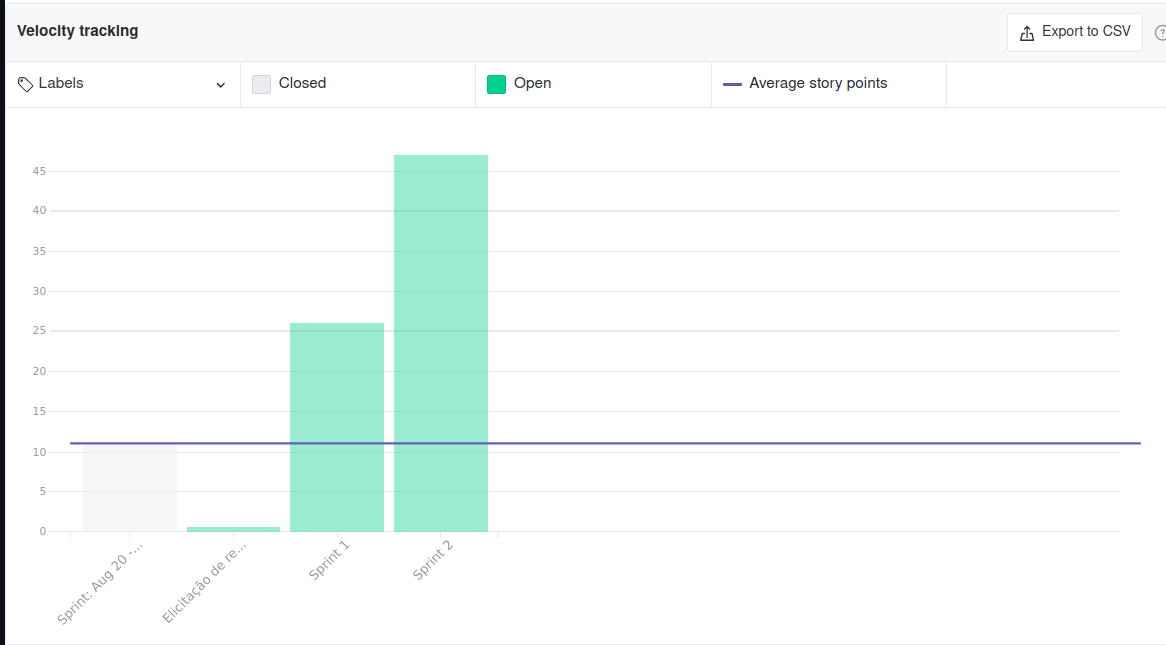 Velocity tracking
Export to CSV
?
Labels
Closed
Open
Average story points
45
40
35
30
25
20
15
10
5
0
Sprint: Aug 20 -...
Elicitação de re...
Sprint 1
Sprint 2